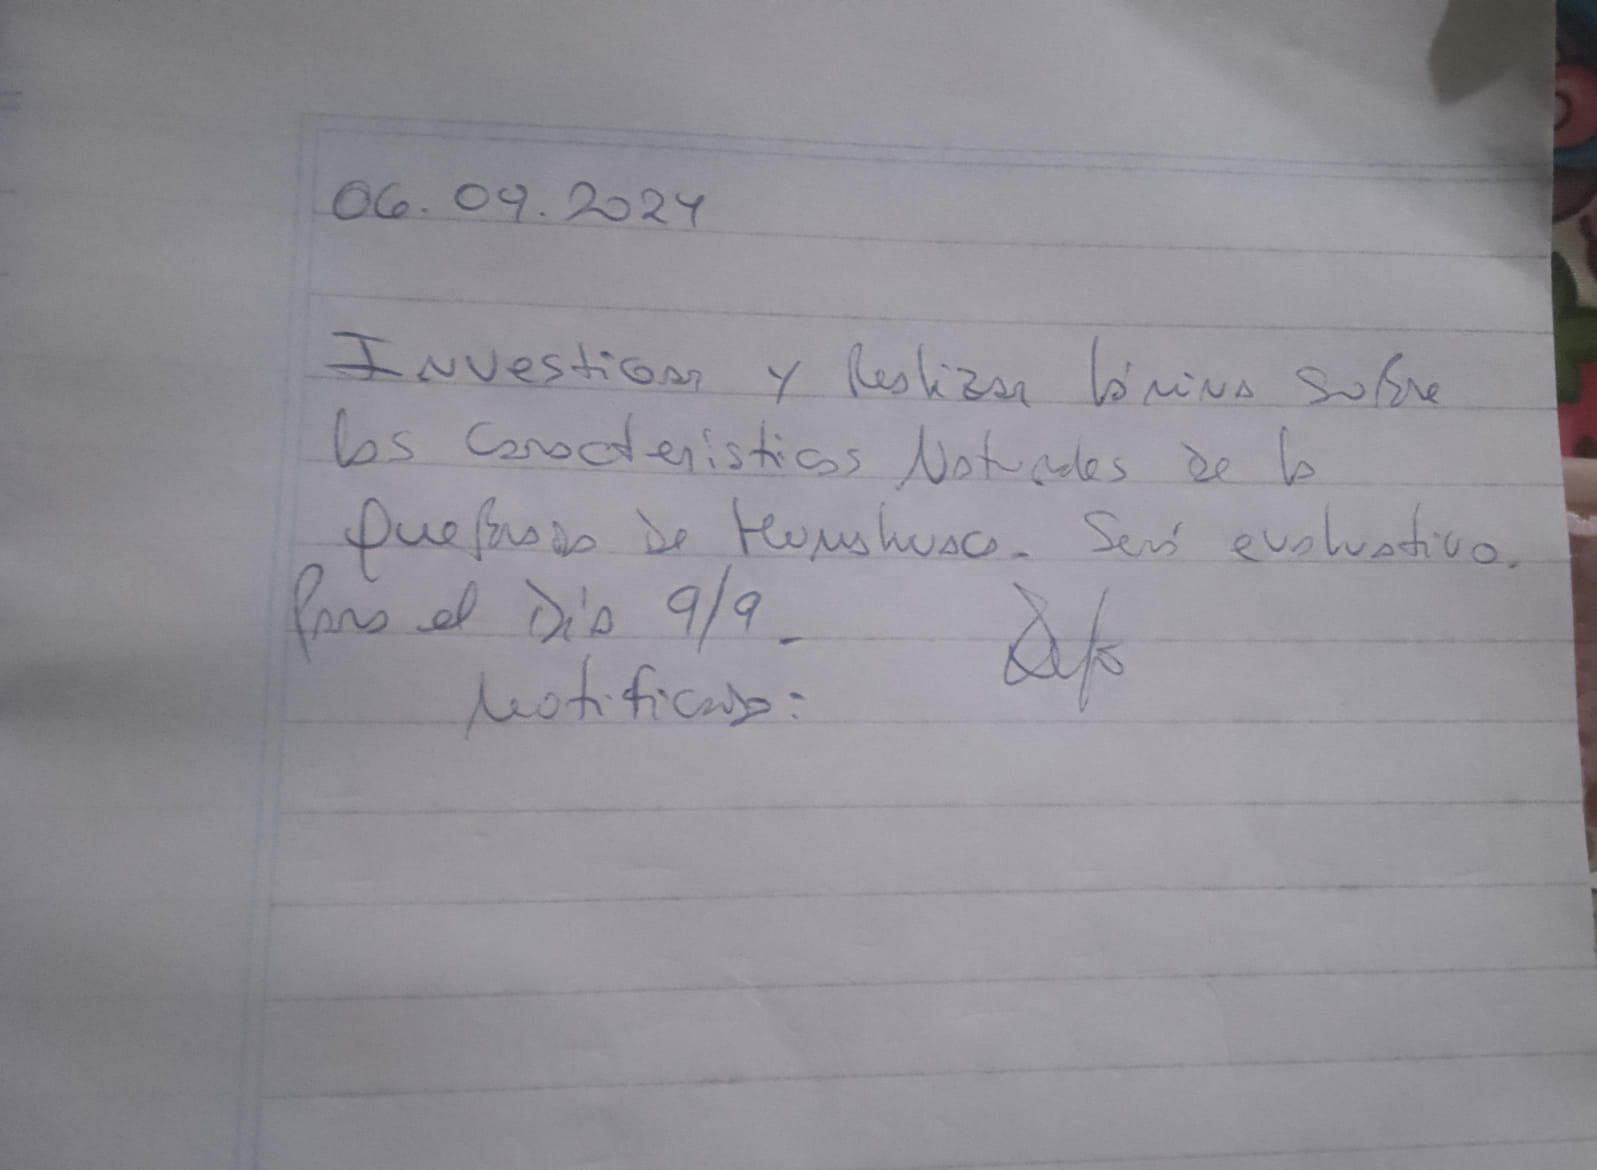 06.09.2024
Investigar y Realizar lámina sobre
las Características Naturales de la
Quebrada de Humahuaca. Será evaluativo.
Para el Día 9/9.
Notificado: